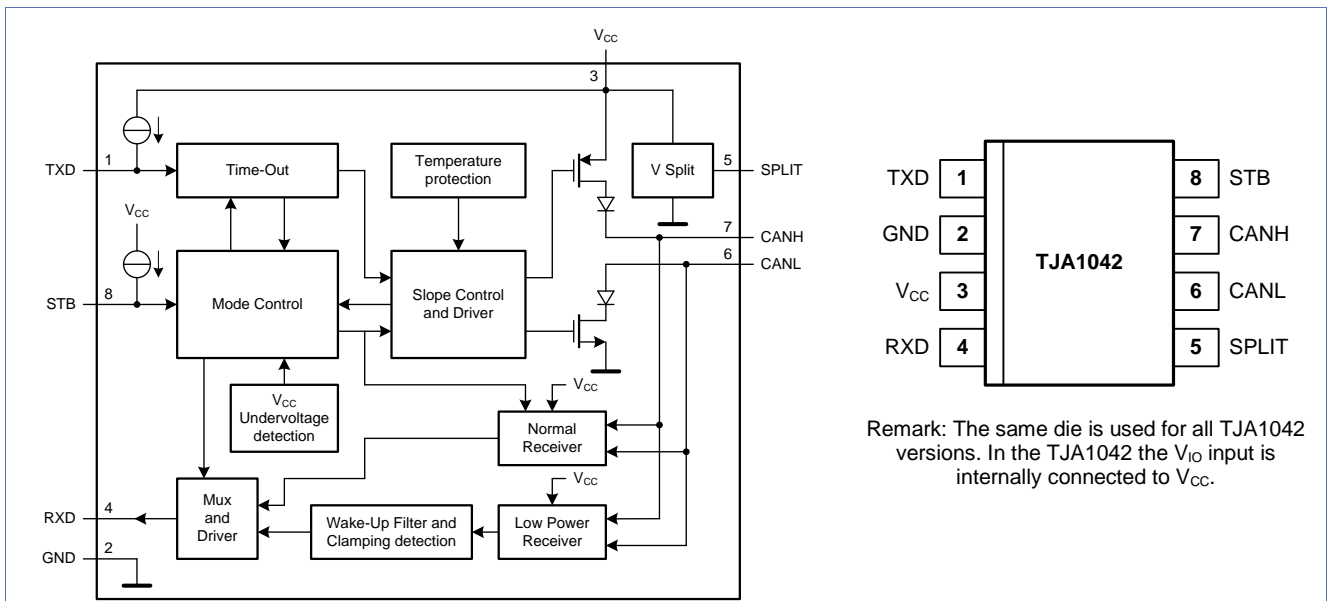 VCC
3
TXD
1
Time-Out
Temperature
protection
V Split
5
SPLIT
VCC
7
CANH
6
CANL
STB
8
Mode Control
Slope Control
and Driver
VCC
Undervoltage
detection
VCC
Normal
Receiver
VCC
RXD
4
Mux
and
Driver
Wake-Up Filter and
Clamping detection
Low Power
Receiver
GND
2
TXD 1
GND 2
VCC 3
RXD 4
TJA1042
8 STB
7 CANH
6 CANL
5 SPLIT
Remark: The same die is used for all TJA1042
versions. In the TJA1042 the VIO input is
internally connected to VCC.